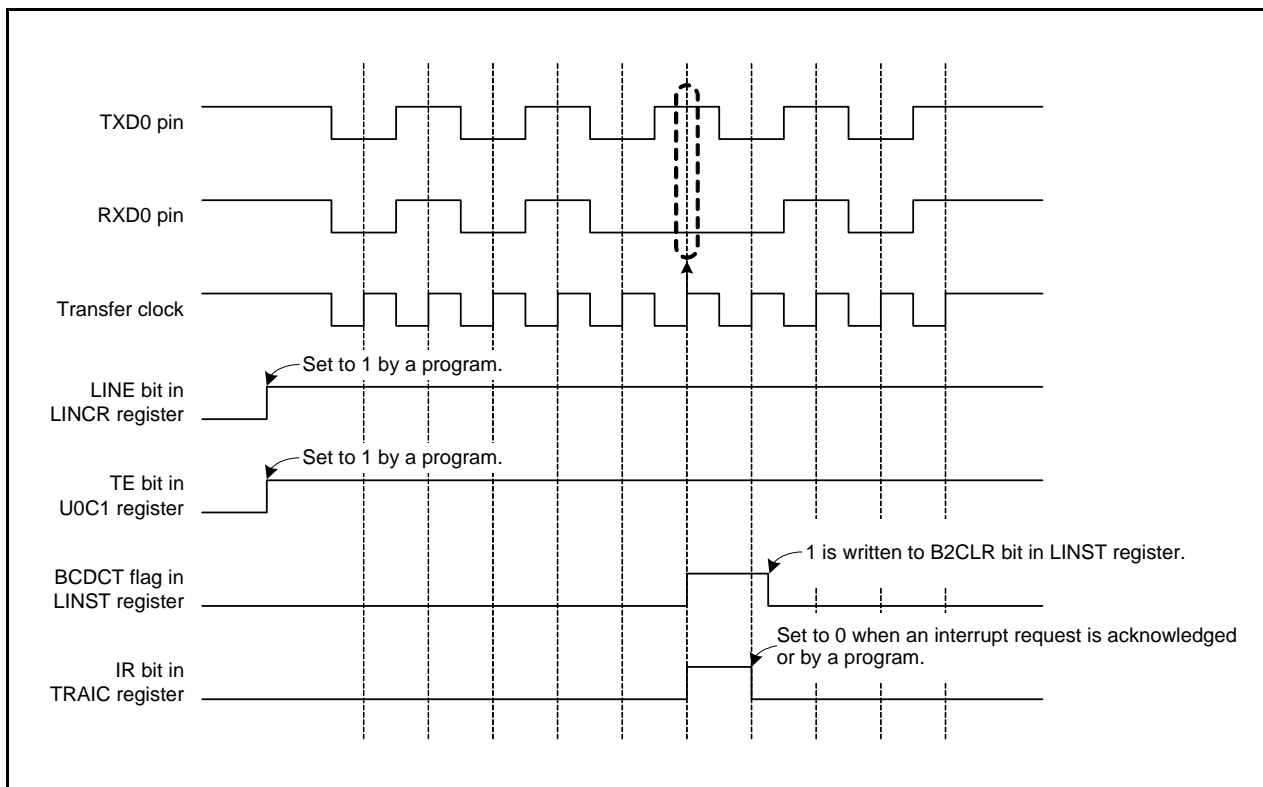 TXD0 pin
RXD0 pin
Transfer clock
Set to 1 by a program.
LINE bit in
LINCR register
Set to 1 by a program.
TE bit in
U0C1 register
1 is written to B2CLR bit in LINST register.
BCDCT flag in
LINST register
Set to 0 when an interrupt request is acknowledged
or by a program.
IR bit in
TRAIC register